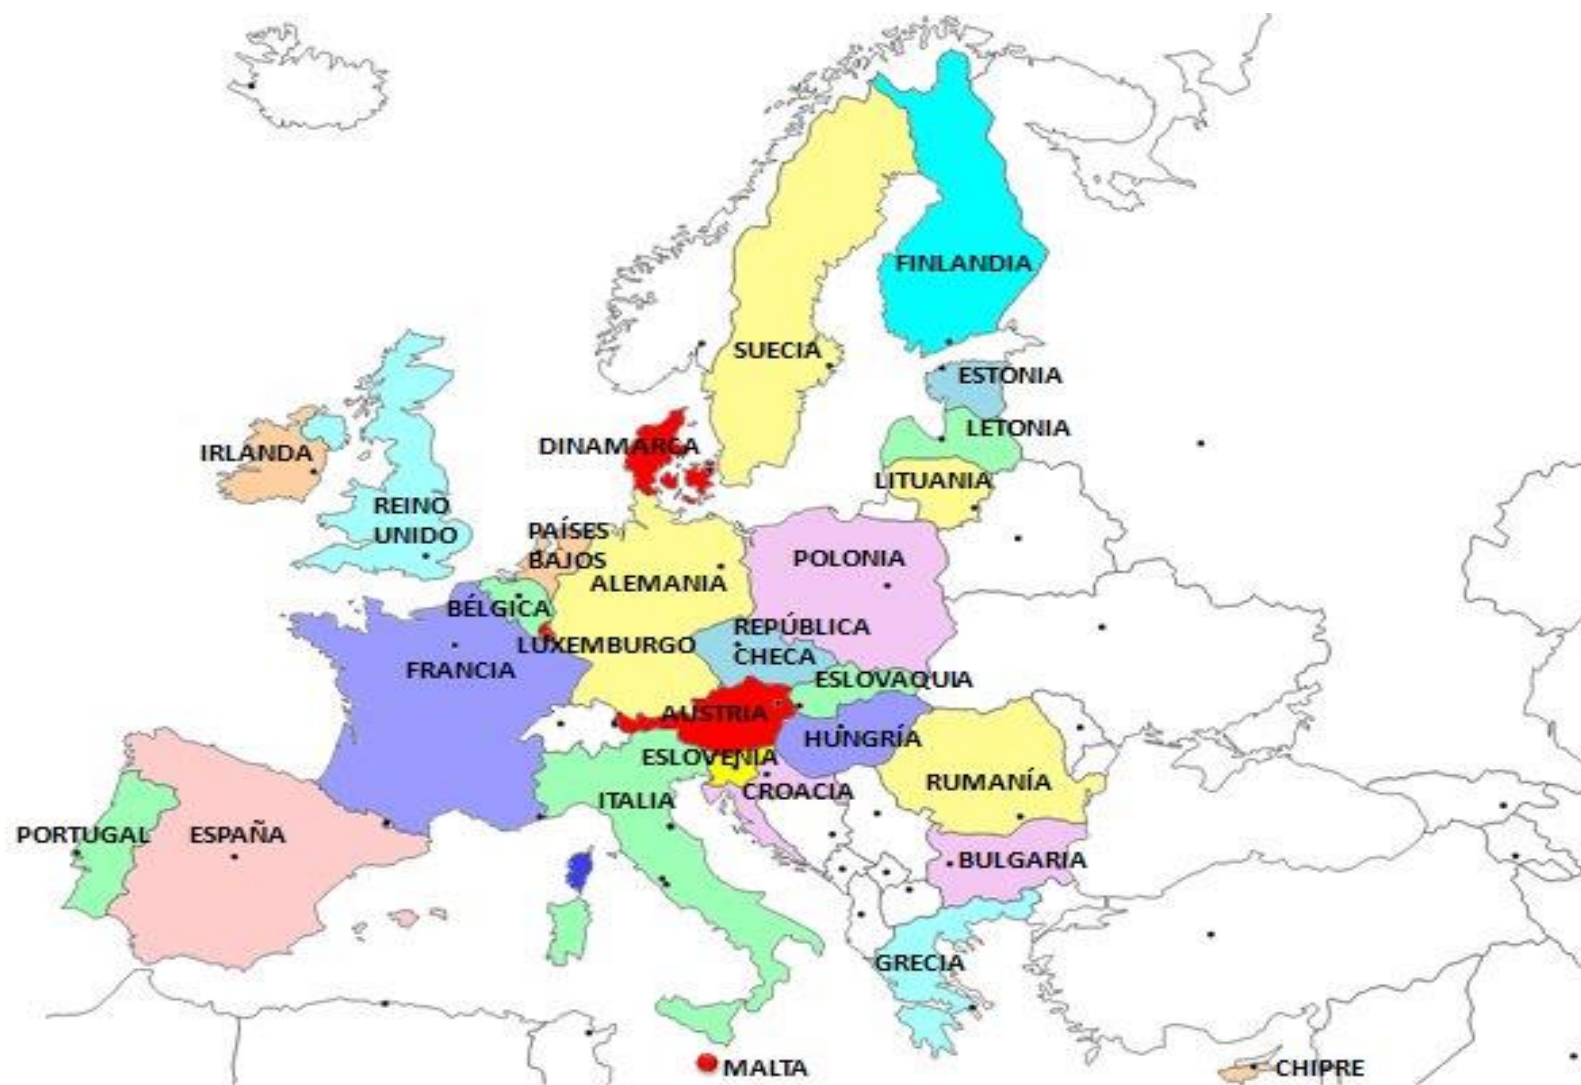 FINLANDIA
SUECIA
ESTONIA
LETONIA
DINAMARCA
IRLANDA
LITUANIA
REINO
UNIDO
PAÍSES
BAJOS
POLONIA
ALEMANIA
BÉLGICA
REPÚBLICA
CHECA
LUXEMBURGO
FRANCIA
ESLOVAQUIA
AUSTRIA
HUNGRÍA
ESLOVENIA
RUMANÍA
CROACIA
ITALIA
PORTUGAL
ESPAÑA
BULGARIA
GRECIA
MALTA
CHIPRE